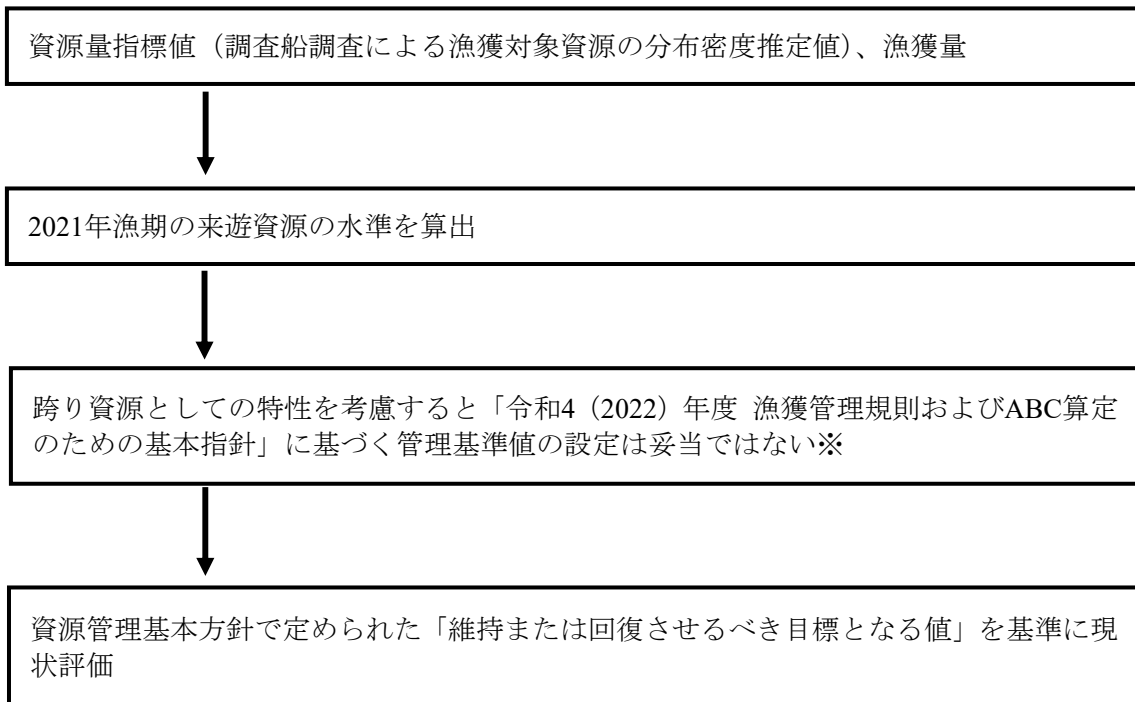 資源量指標値（調査船調査による漁獲対象資源の分布密度推定値）、漁獲量
2021年漁期の来遊資源の水準を算出
跨り資源としての特性を考慮すると「令和4（2022）年度 漁獲管理規則およびABC算定
のための基本指針」に基づく管理基準値の設定は妥当ではない※
資源管理基本方針で定められた「維持または回復させるべき目標となる値」を基準に現
状評価